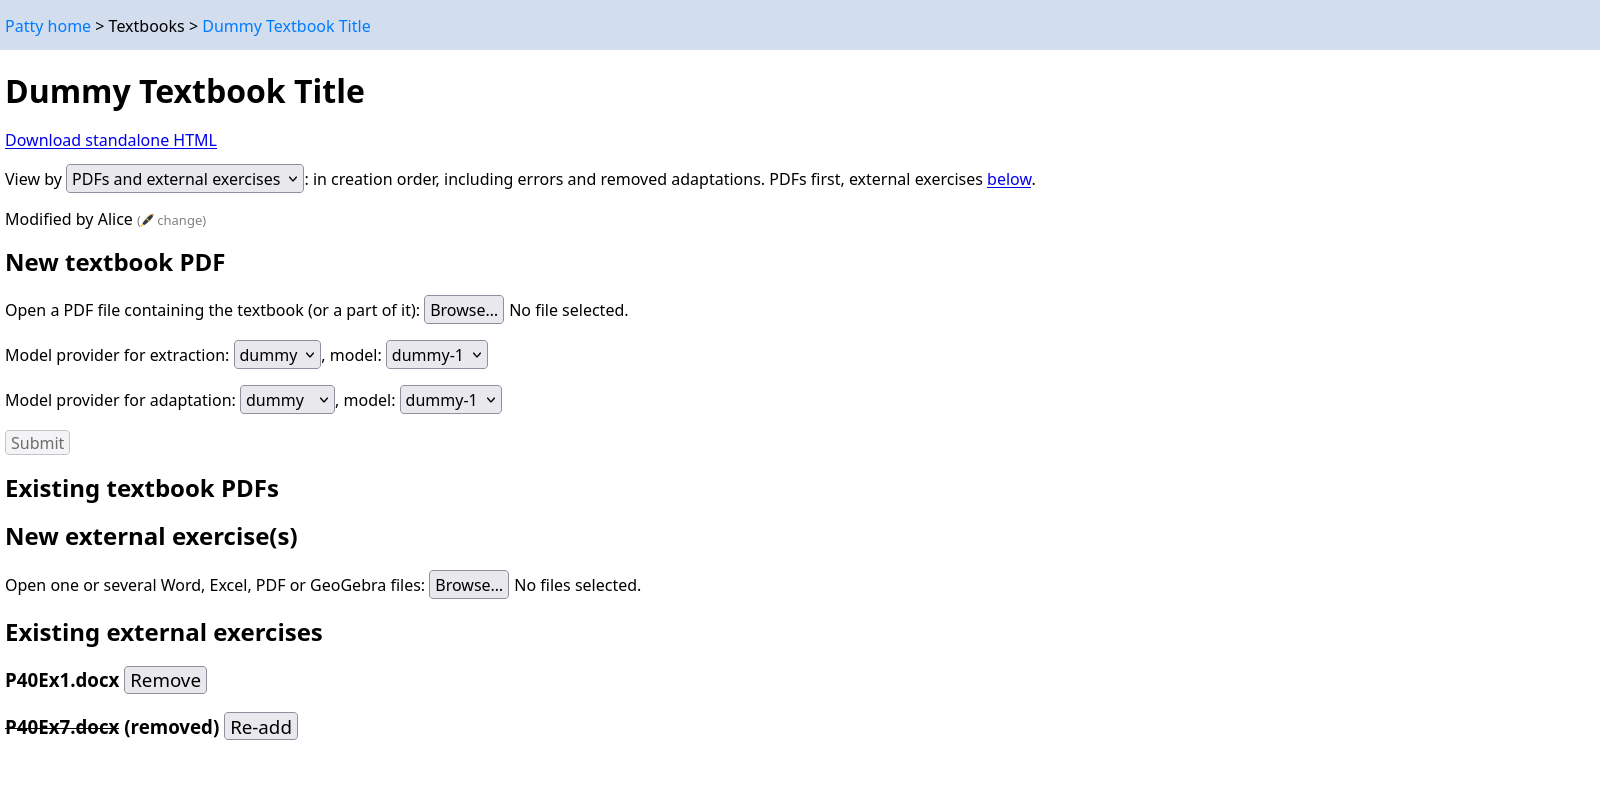 Patty home > Textbooks > Dummy Textbook Title
Dummy Textbook Title
Download standalone HTML
View by PDFs and external exercises : in creation order, including errors and removed adaptations. PDFs first, external exercises below.
Modified by Alice (🖋 change)
New textbook PDF
Open a PDF file containing the textbook (or a part of it): Browse... No file selected.
Model provider for extraction: dummy , model: dummy-1
Model provider for adaptation: dummy , model: dummy-1
Submit
Existing textbook PDFs
New external exercise(s)
Open one or several Word, Excel, PDF or GeoGebra files: Browse... No files selected.
Existing external exercises
P40Ex1.docx Remove
P40Ex7.docx (removed) Re-add